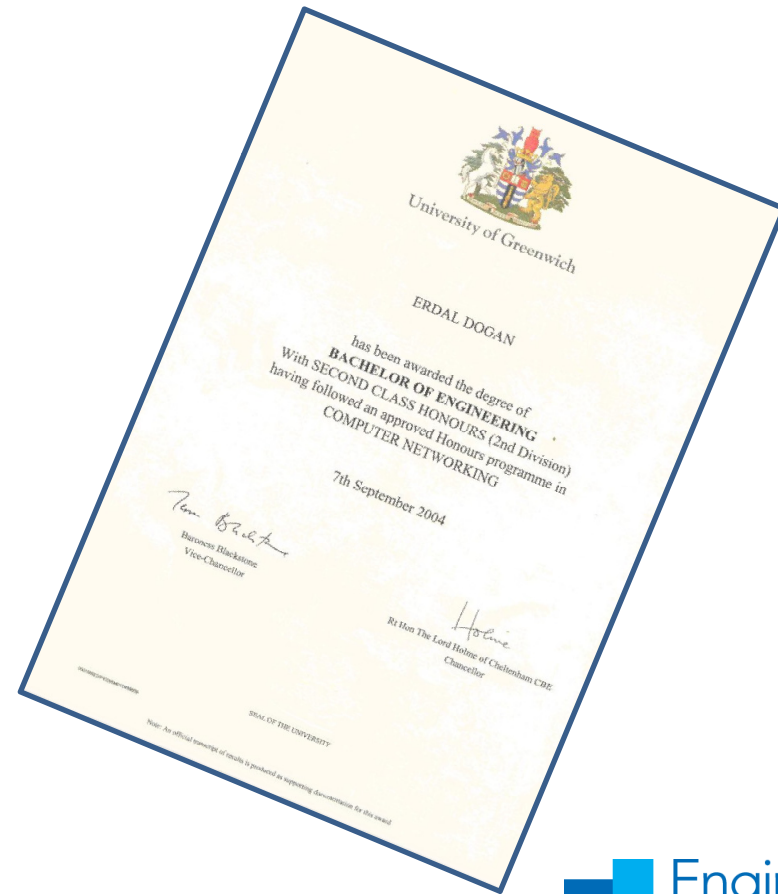 University of Greenwich
ERDAL DOGAN
has been awarded the degree of
BACHELOR OF ENGINEERING
With SECOND CLASS HONOURS (2nd Division)
having followed an approved Honours programme in
COMPUTER NETWORKING
7th September 2004
Baroness Blackstone
Vice-Chancellor
Holme
Rt Hon The Lord Holme of Cheltenham CBE
Chancellor
SEAL OF THE UNIVERSITY
Note: An official transcript of results is produced as supporting documentation for this award